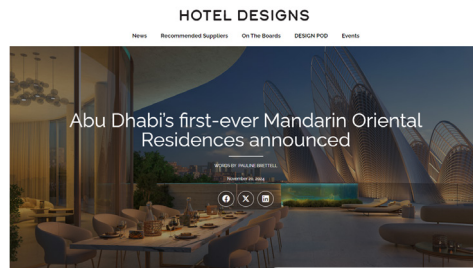 HOTEL DESIGNS
News Recommended Suppliers On The Boards DESIGN POD Events
Abu Dhabi's first-ever Mandarin Oriental
Residences announced
WORDS BY PAULINE BRETTELL
November 20, 2024